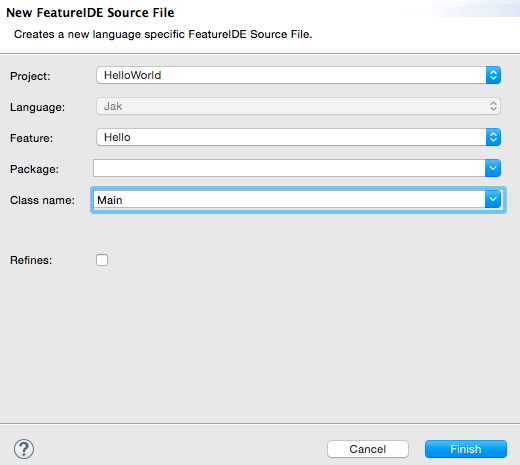 New FeatureIDE Source File
Creates a new language specific FeatureIDE Source File.
Project: HelloWorld
Language: Jak
Feature: Hello
Package:
Class name: Main
Refines:
? Cancel Finish